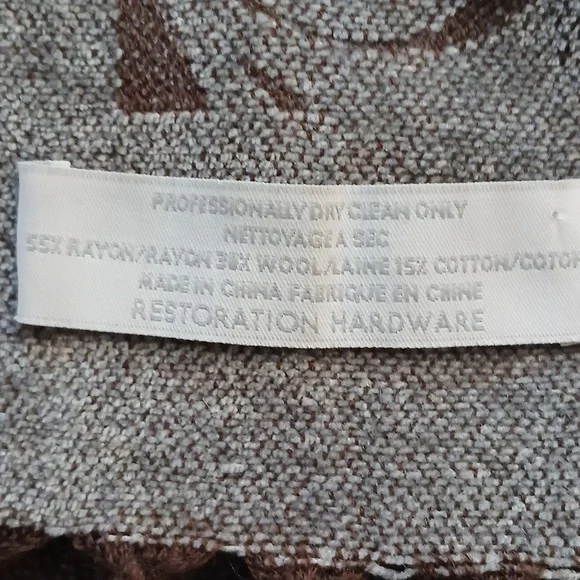 PROFESSIONALLY DRY CLEAN ONLY
NETTOYAGE A SEC
55% RAYON/RAYON 30% WOOL/LAINE 15% COTTON/COTON
MADE IN CHINA FABRIQUE EN CHINE
RESTORATION HARDWARE